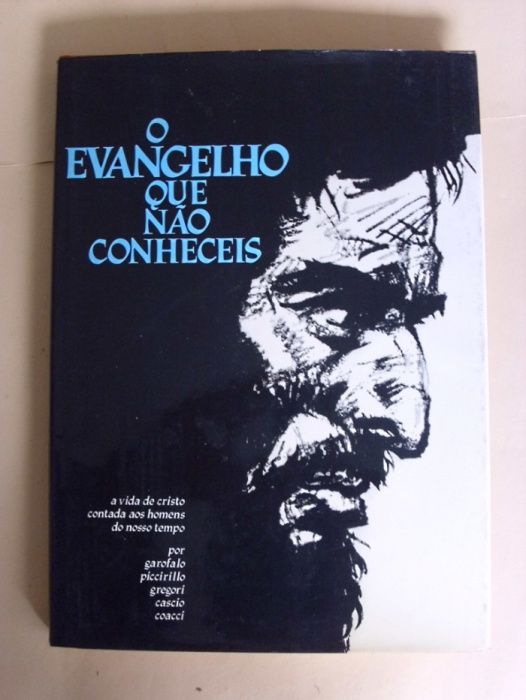 O
EVANGELHO
QUE
NÃO
CONHECEIS
a vida de cristo
contada aos homens
do nosso tempo
por
garofalo
piccirillo
gregori
cascio
coacci